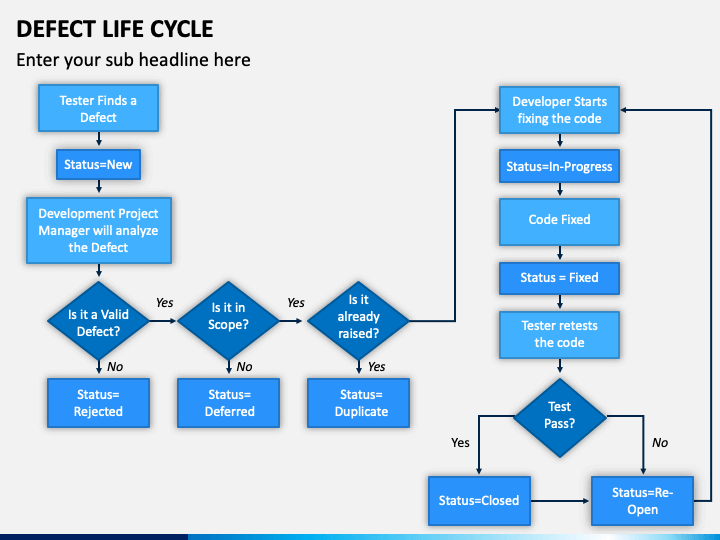 DEFECT LIFE CYCLE
Enter your sub headline here
Tester Finds a
Defect
Status=New
Development Project
Manager will analyze
the Defect
Is it a Valid
Defect?
Yes
No
Status=
Rejected
Is it in
Scope?
Yes
No
Status=
Deferred
Is it
already
raised?
Yes
Status=
Duplicate
Developer Starts
fixing the code
Status=In-Progress
Code Fixed
Status = Fixed
Tester retests
the code
Test
Pass?
Yes
No
Status=Closed
Status=Re-
Open